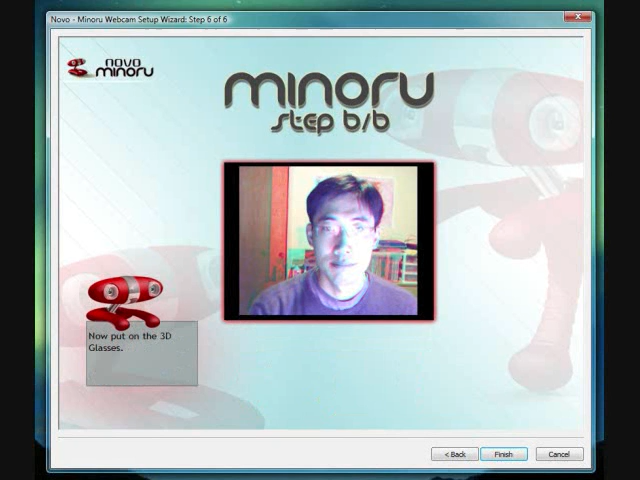 Novo - Minoru Webcam Setup Wizard: Step 6 of 6
novo
minoru
minoru
step 6/6
Now put on the 3D
Glasses.
< Back
Finish
Cancel